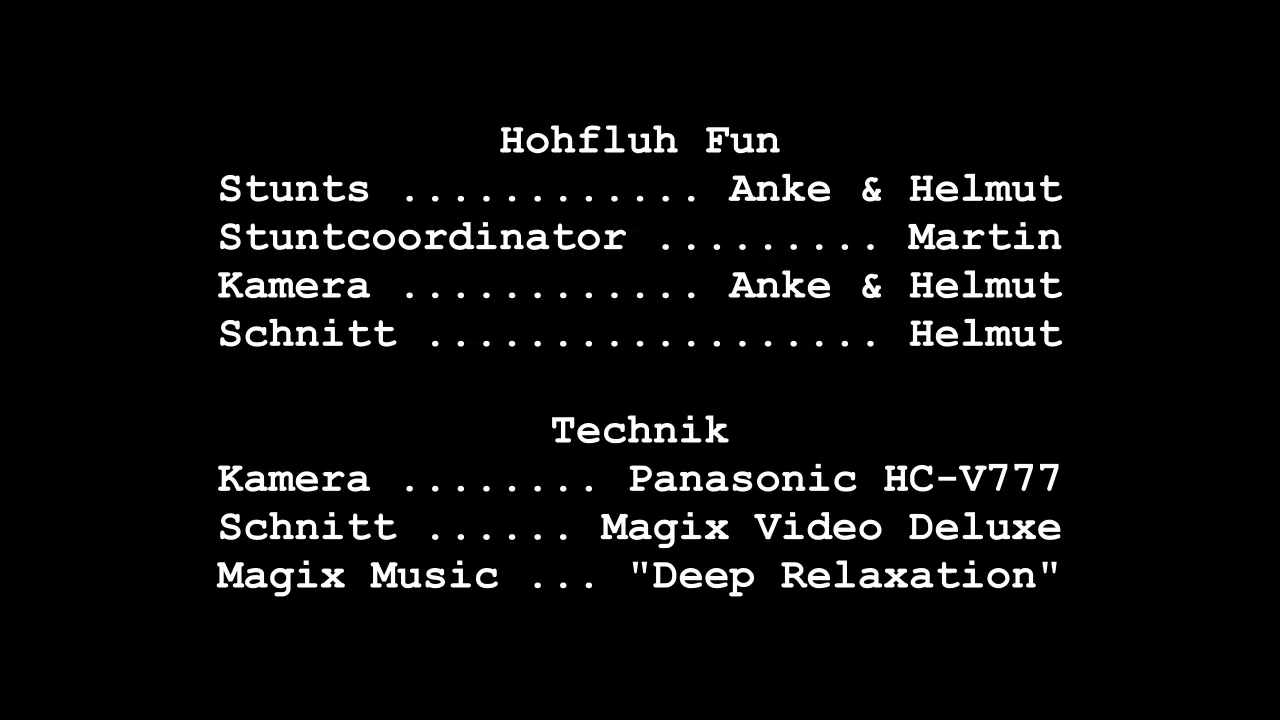 Hohfluh Fun
Stunts ............ Anke & Helmut
Stuntcoordinator ......... Martin
Kamera ............ Anke & Helmut
Schnitt .................. Helmut
Technik
Kamera ........ Panasonic HC-V777
Schnitt ...... Magix Video Deluxe
Magix Music ... "Deep Relaxation"